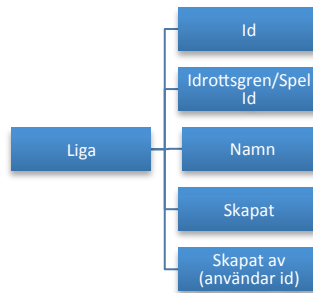 Id
Idrottsgren/Spel
Id
Liga
Namn
Skapat
Skapat av
(användar id)